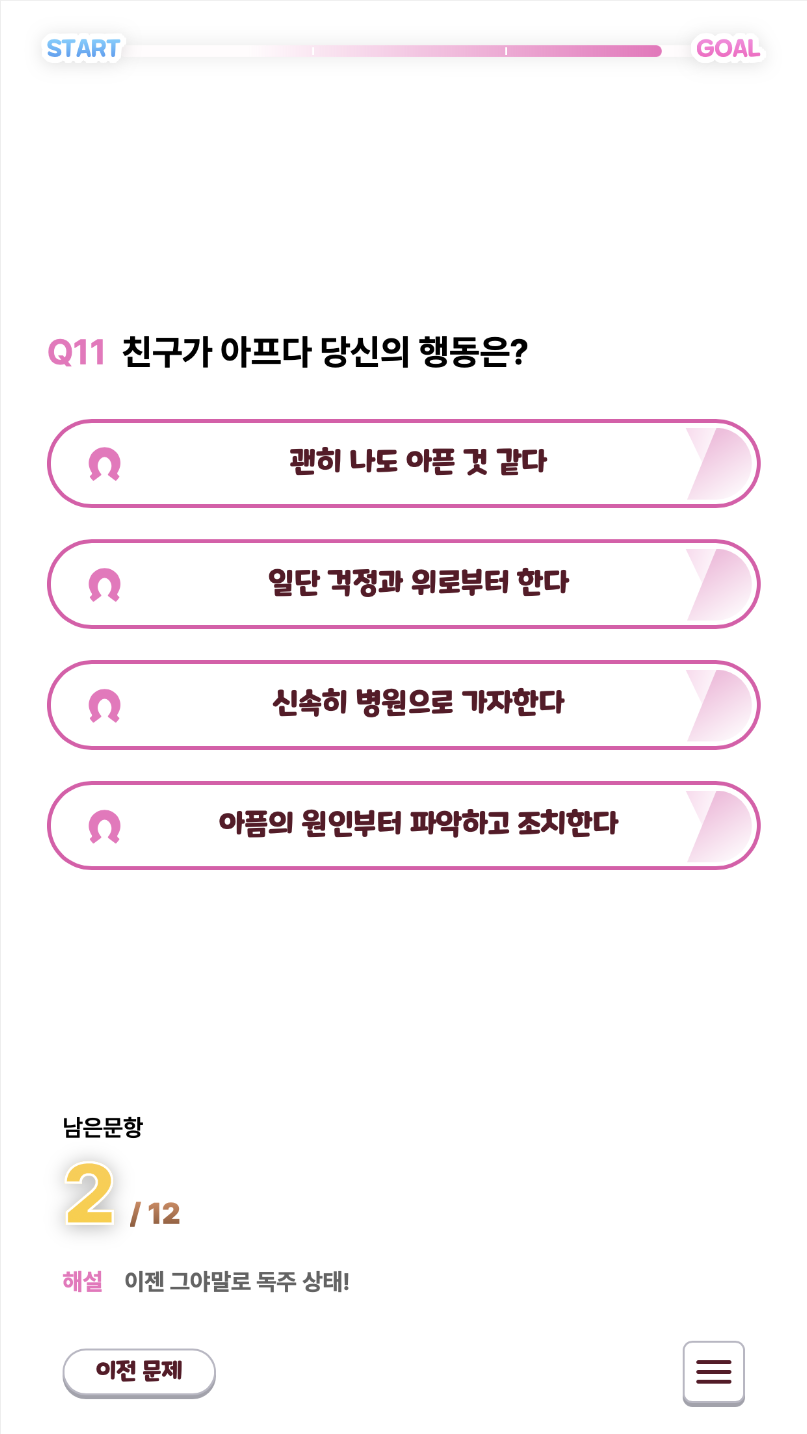 START GOAL
Q11 친구가 아프다 당신의 행동은?
괜히 나도 아픈 것 같다
일단 걱정과 위로부터 한다
신속히 병원으로 가자한다
아픔의 원인부터 파악하고 조치한다
남은문항
2 / 12
해설 이젠 그야말로 독주 상태!
이전 문제